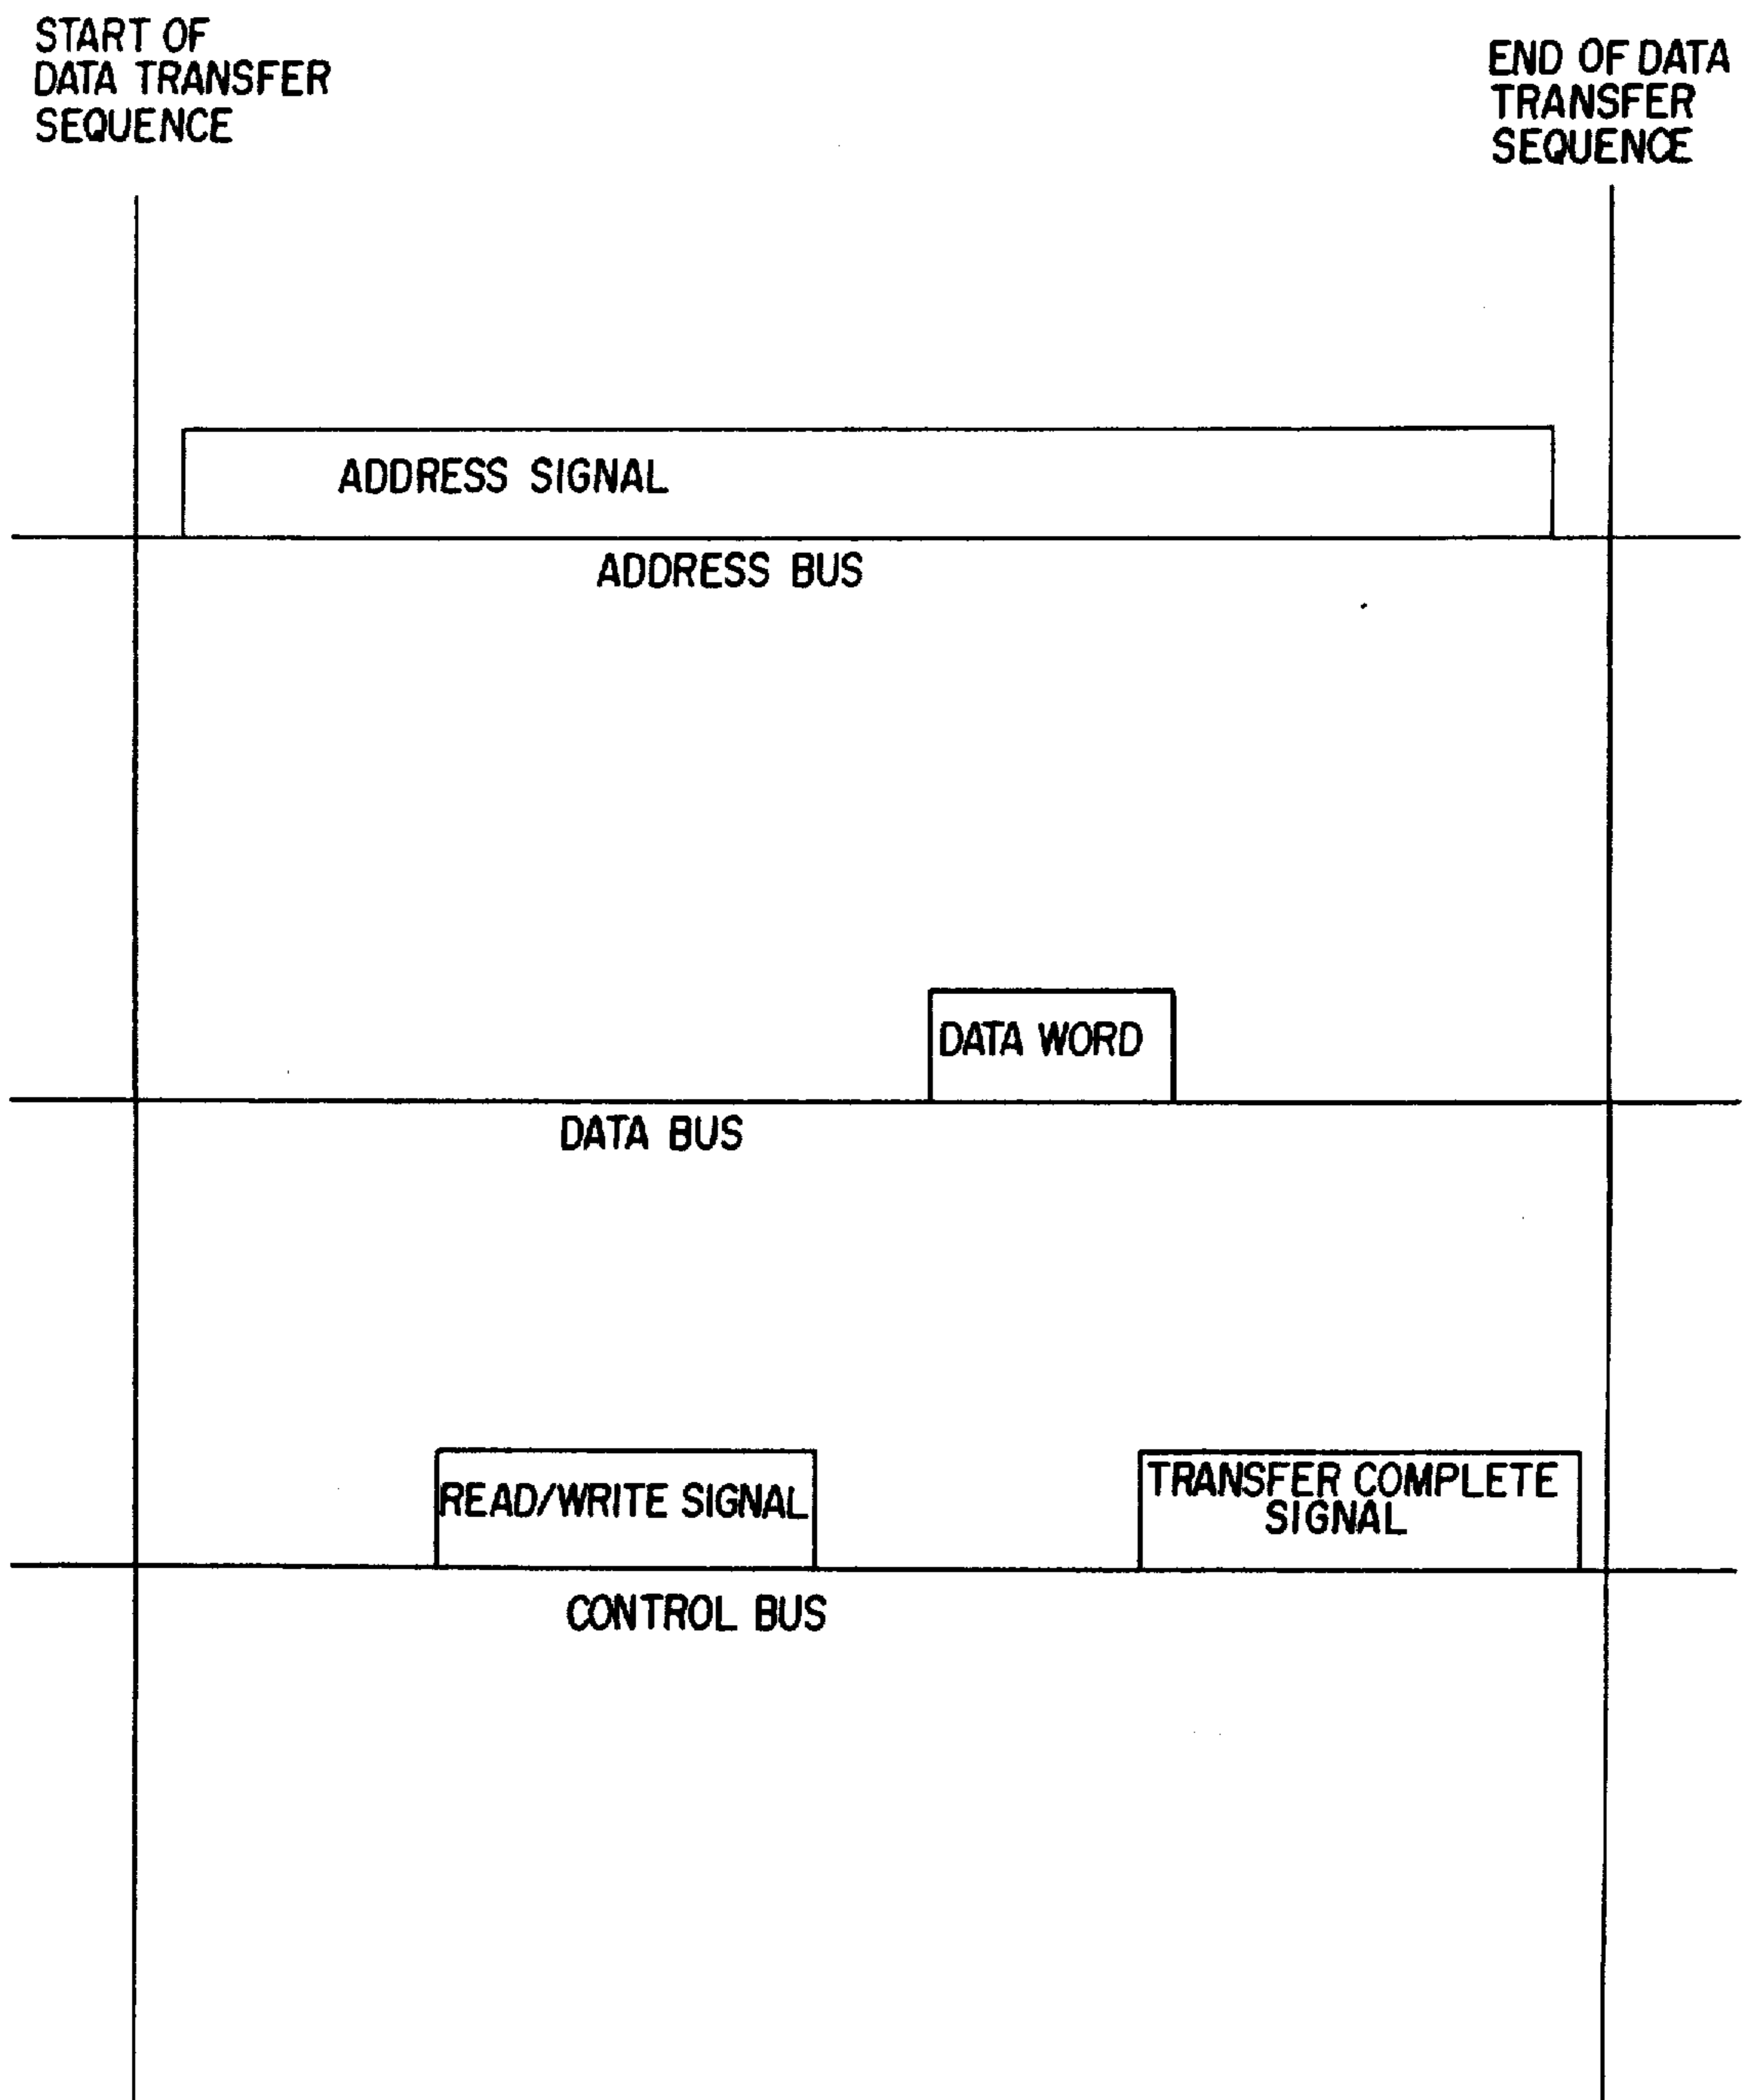 START OF
DATA TRANSFER
SEQUENCE
END OF DATA
TRANSFER
SEQUENCE
ADDRESS SIGNAL
ADDRESS BUS
DATA WORD
DATA BUS
READ/WRITE SIGNAL
TRANSFER COMPLETE
SIGNAL
CONTROL BUS